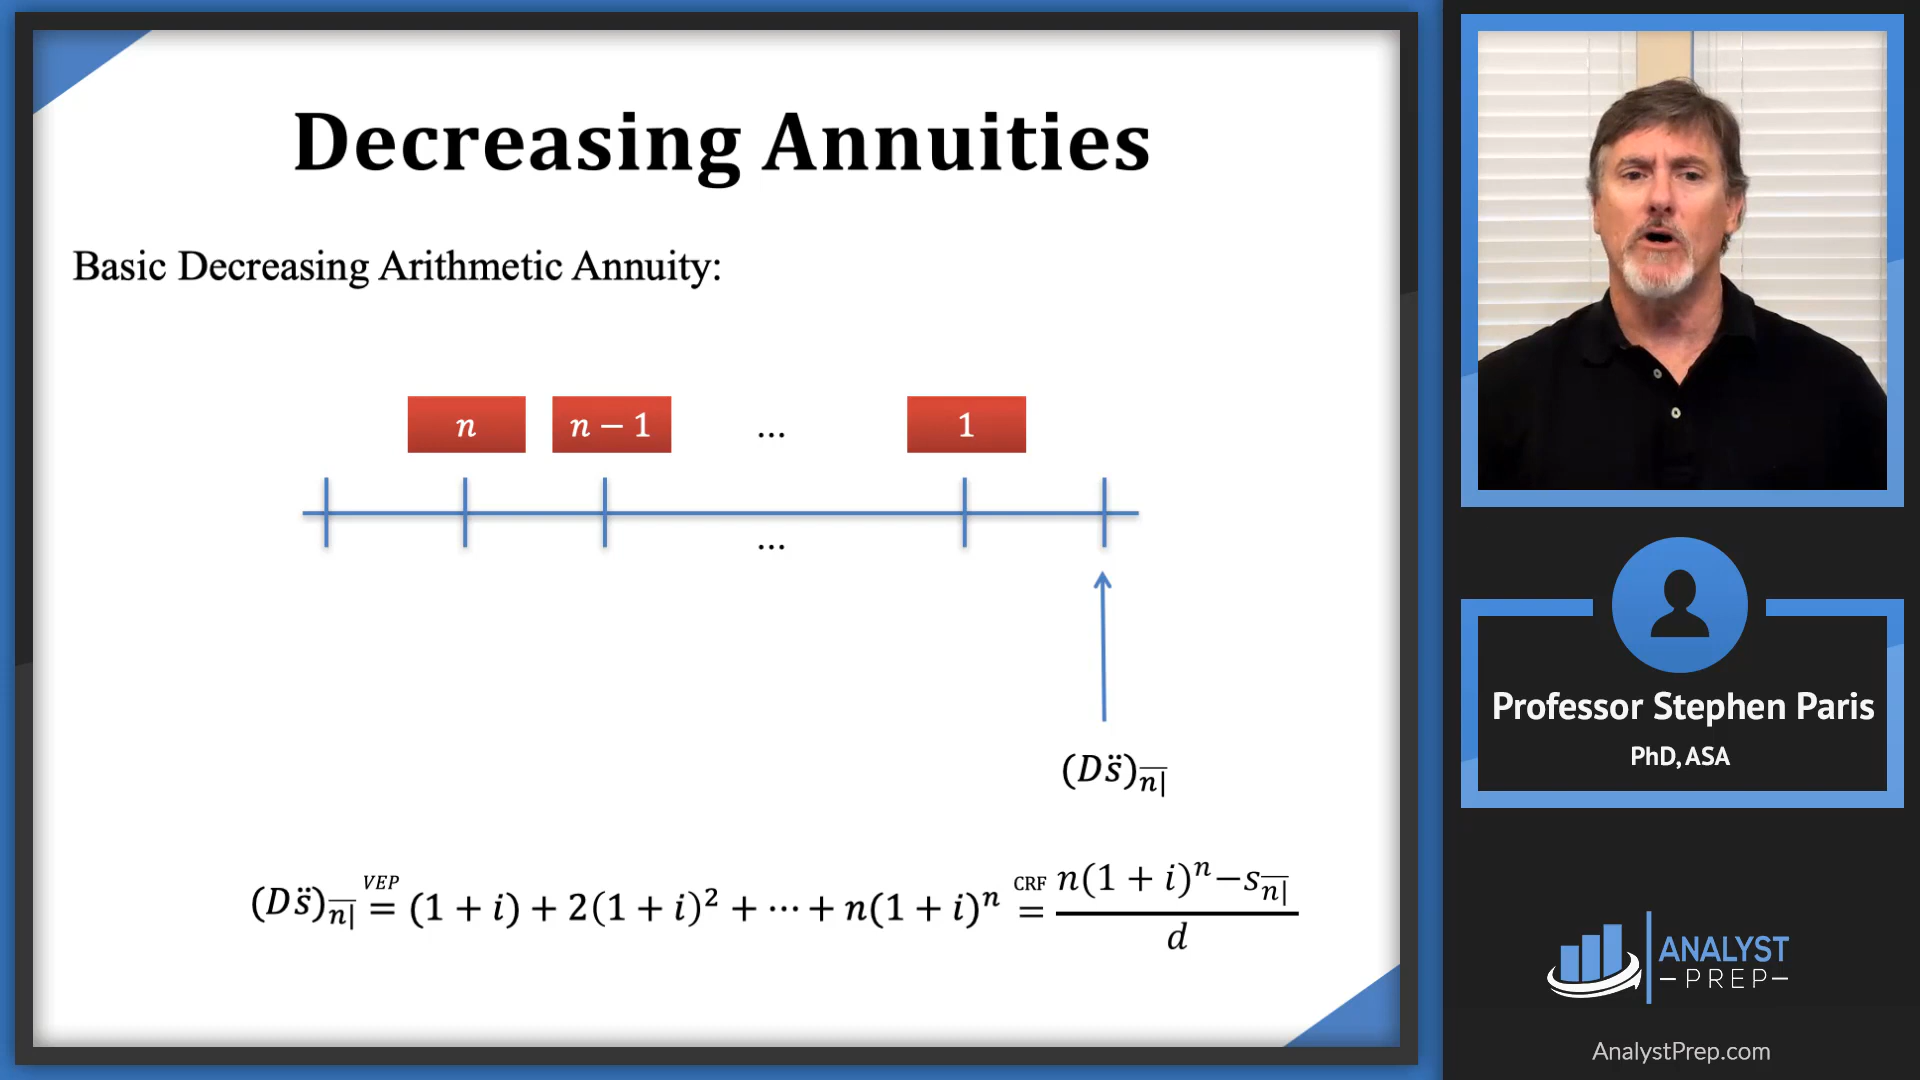 Decreasing Annuities
Basic Decreasing Arithmetic Annuity:
n
n − 1
...
1
...
(Ds̈)n|
(Ds̈)n| VEP= (1 + i) + 2(1 + i)² + ⋯ + n(1 + i)ⁿ CRF= n(1 + i)ⁿ−sn| / d
Professor Stephen Paris
PhD, ASA
ANALYST
PREP
AnalystPrep.com